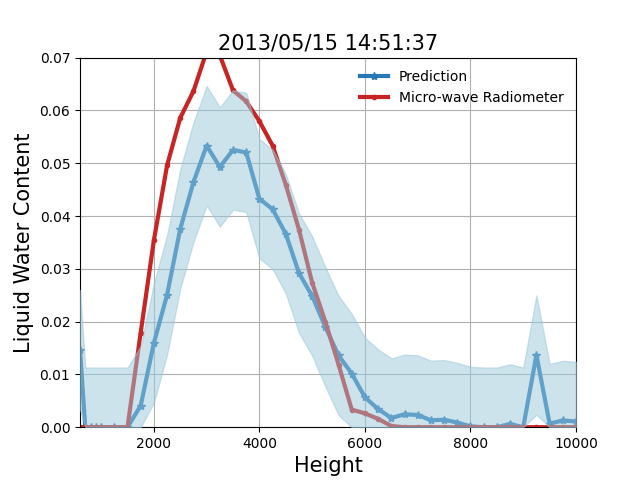 2013/05/15 14:51:37
Prediction
Micro-wave Radiometer
Liquid Water Content
0.07
0.06
0.05
0.04
0.03
0.02
0.01
0.00
2000 4000 6000 8000 10000
Height